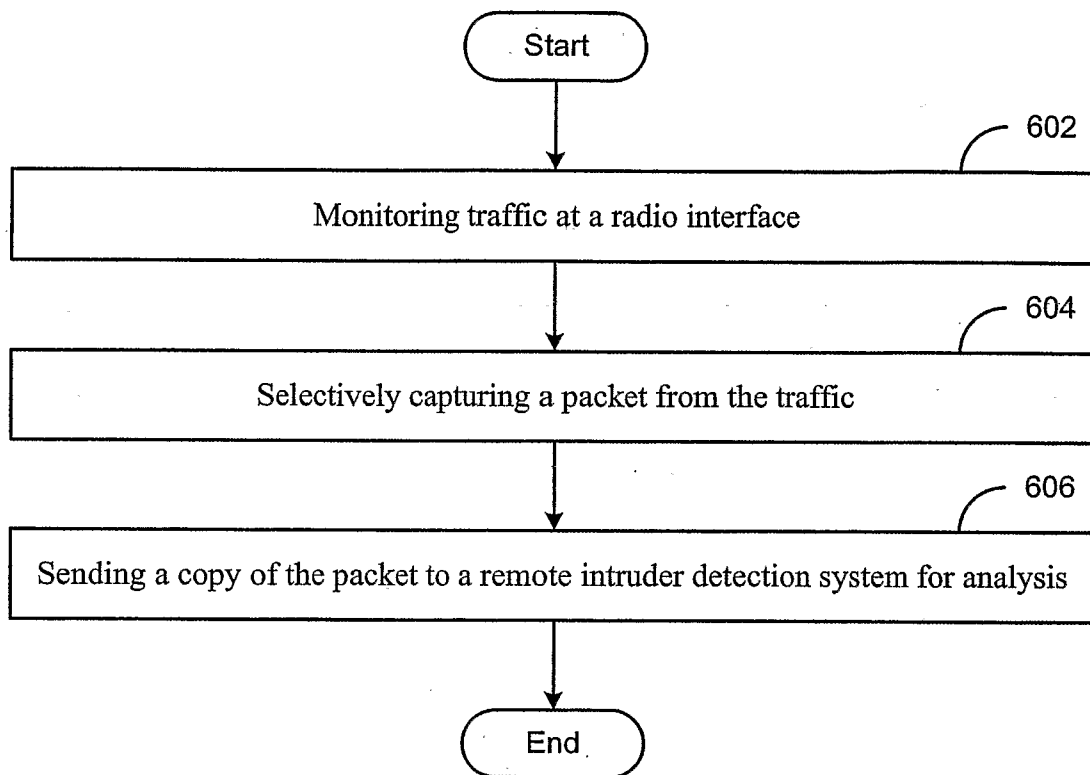 Start
602
Monitoring traffic at a radio interface
604
Selectively capturing a packet from the traffic
606
Sending a copy of the packet to a remote intruder detection system for analysis
End